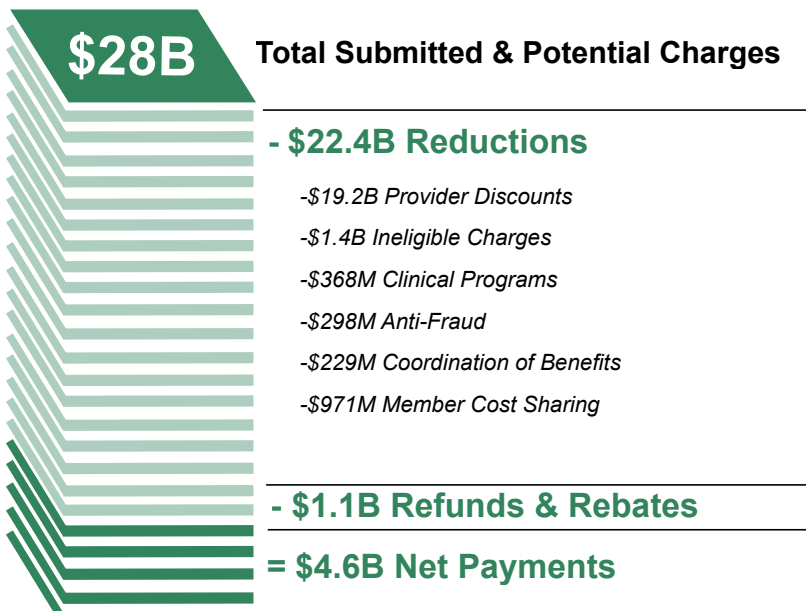 $28B
Total Submitted & Potential Charges
- $22.4B Reductions
-$19.2B Provider Discounts
-$1.4B Ineligible Charges
-$368M Clinical Programs
-$298M Anti-Fraud
-$229M Coordination of Benefits
-$971M Member Cost Sharing
- $1.1B Refunds & Rebates
= $4.6B Net Payments